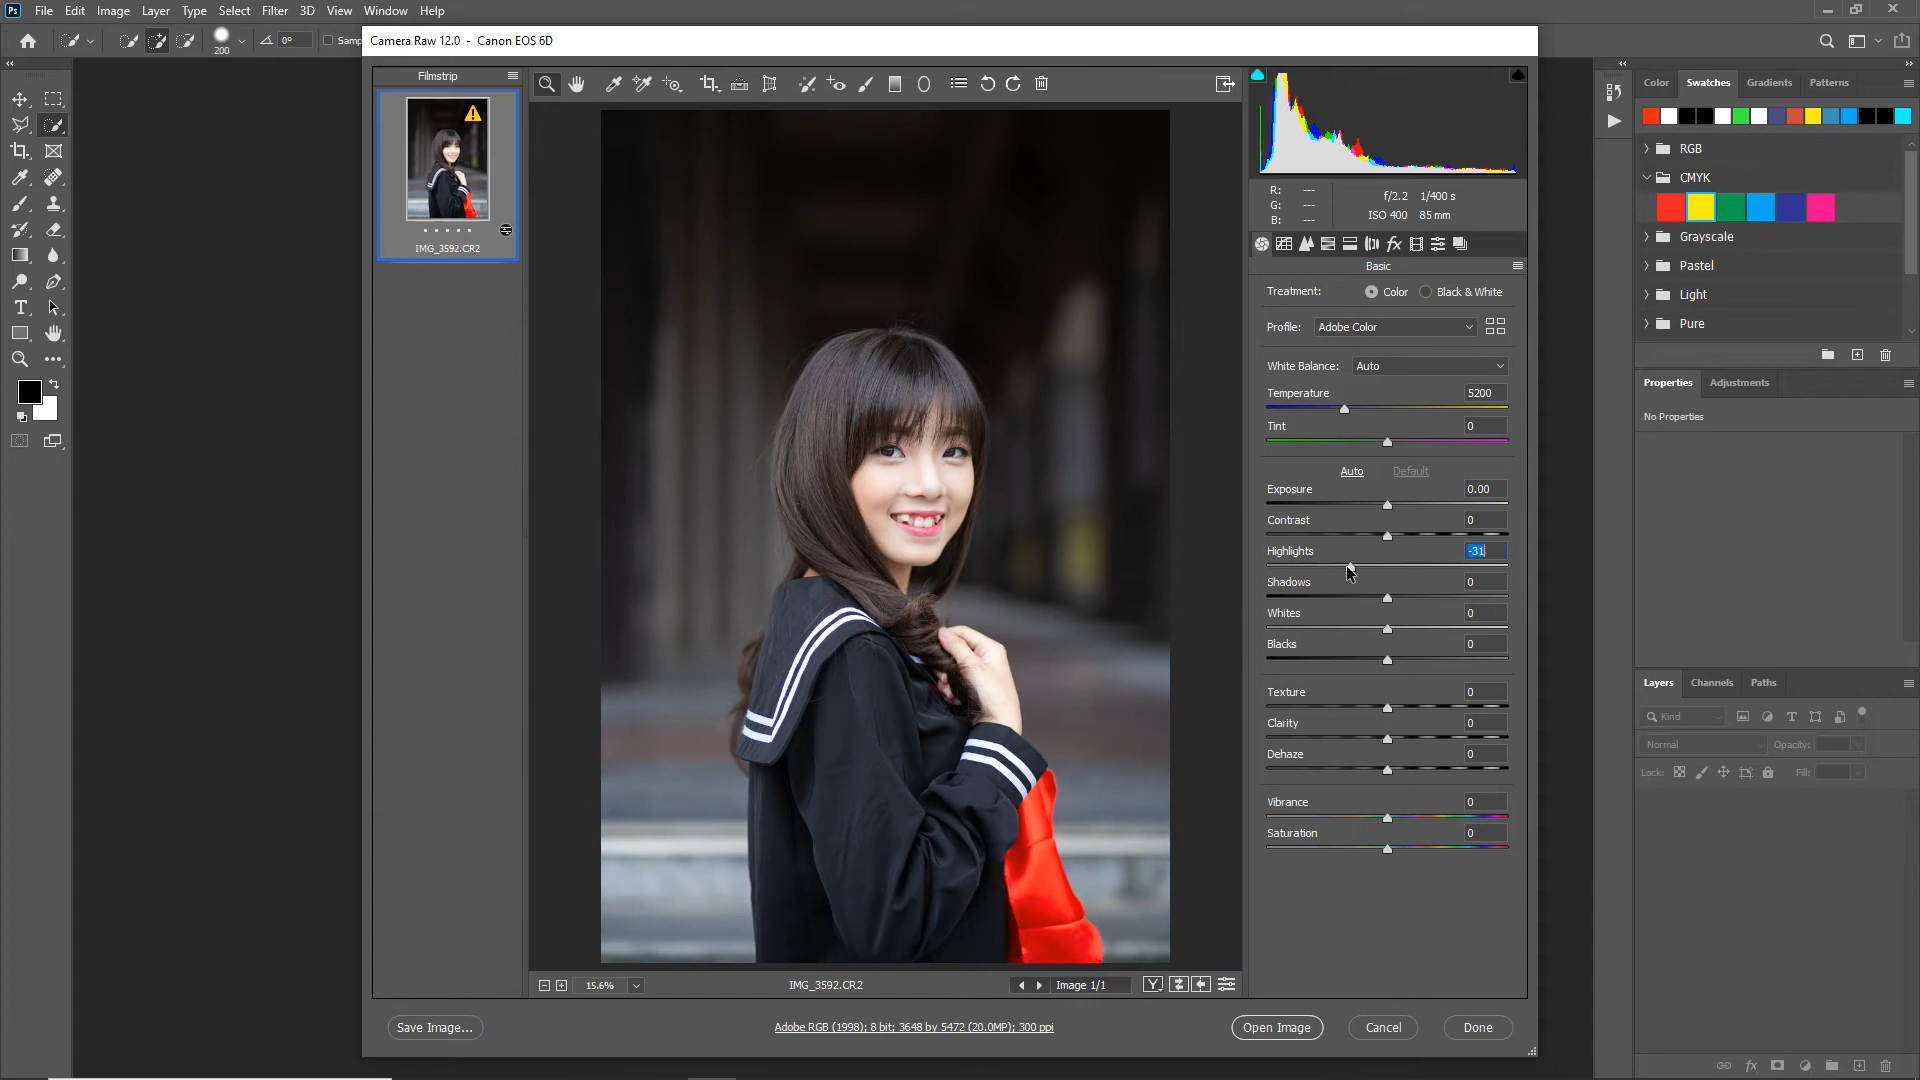 Ps File Edit Image Layer Type Select Filter 3D View Window Help
200 0° Samp
Camera Raw 12.0 - Canon EOS 6D
Filmstrip
IMG_3592.CR2
R: ---
G: ---
B: ---
f/2.2 1/400 s
ISO 400 85 mm
fx
Basic
Treatment: Color Black & White
Profile: Adobe Color
White Balance: Auto
Temperature 5200
Tint 0
Auto Default
Exposure 0.00
Contrast 0
Highlights -31
Shadows 0
Whites 0
Blacks 0
Texture 0
Clarity 0
Dehaze 0
Vibrance 0
Saturation 0
15.6% IMG_3592.CR2 Image 1/1 Y
Save Image... Adobe RGB (1998); 8 bit; 3648 by 5472 (20.0MP); 300 ppi Open Image Cancel Done
Color Swatches Gradients Patterns
RGB
CMYK
Grayscale
Pastel
Light
Pure
Properties Adjustments
No Properties
Layers Channels Paths
Kind
Normal Opacity:
Lock: Fill:
fx